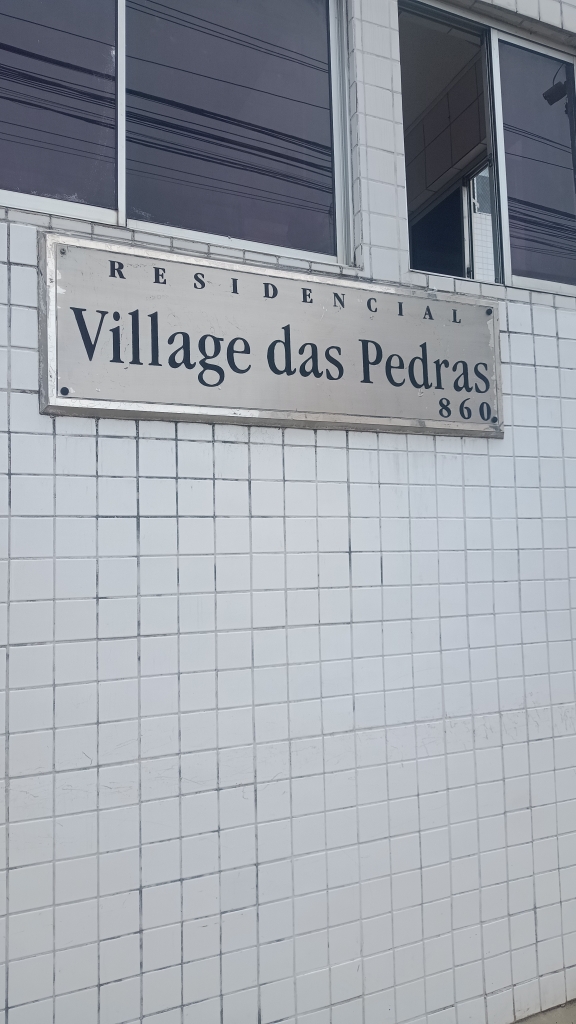 RESIDENCIAL
Village das Pedras
860